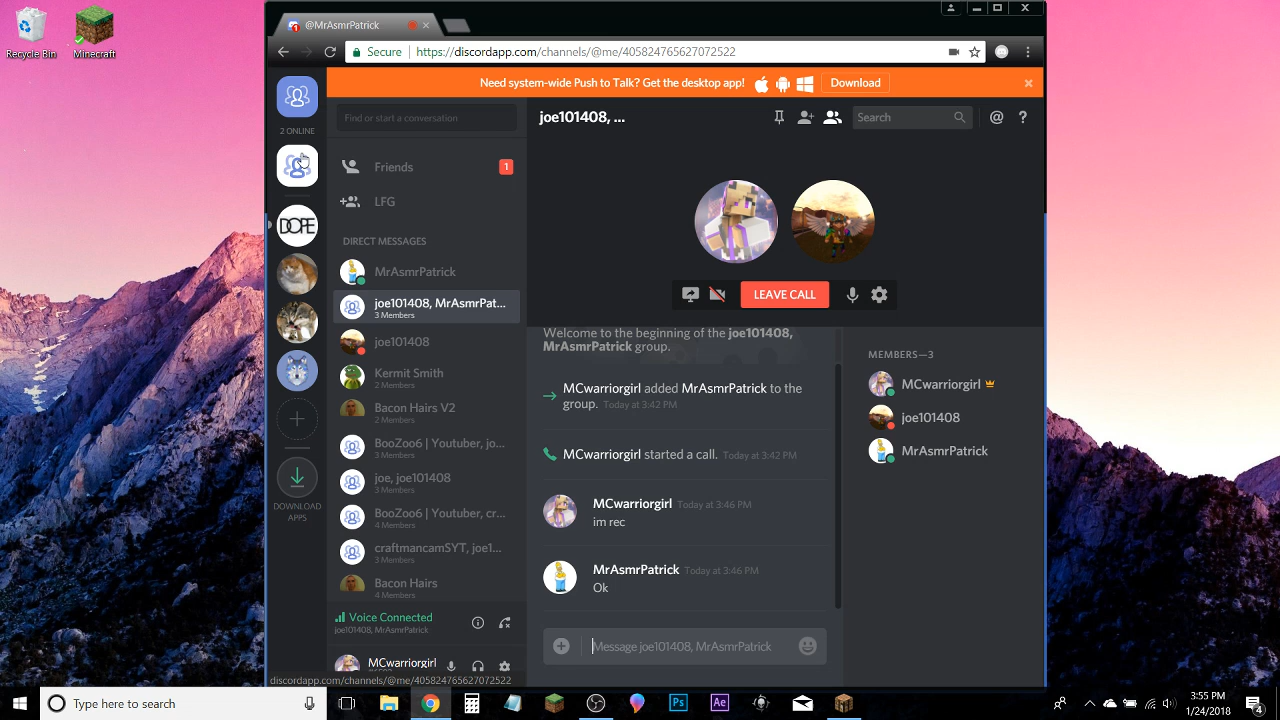 Recycle Bin
Minecraft
@MrAsmrPatrick
Secure
https://discordapp.com/channels/@me/405824765627072522
Need system-wide Push to Talk? Get the desktop app!
Download
2 ONLINE
DOPE
DOWNLOAD
APPS
Find or start a conversation
Friends
1
LFG
DIRECT MESSAGES
MrAsmrPatrick
joe101408, MrAsmrPat...
3 Members
joe101408
Kermit Smith
2 Members
Bacon Hairs V2
2 Members
BooZoo6 | Youtuber, jo...
3 Members
joe, joe101408
3 Members
BooZoo6 | Youtuber, cr...
4 Members
craftmancamSYT, joe1...
3 Members
Bacon Hairs
4 Members
Voice Connected
joe101408, MrAsmrPatrick
MCwarriorgirl
discordapp.com/channels/@me/405824765627072522
joe101408, ...
Search
LEAVE CALL
Welcome to the beginning of the joe101408,
MrAsmrPatrick group.
MCwarriorgirl added MrAsmrPatrick to the
group. Today at 3:42 PM
MCwarriorgirl started a call. Today at 3:42 PM
MCwarriorgirl Today at 3:46 PM
im rec
MrAsmrPatrick Today at 3:46 PM
Ok
Message joe101408, MrAsmrPatrick
MEMBERS—3
MCwarriorgirl
joe101408
MrAsmrPatrick
Type here to search
Ps
Ae
3:55 PM
1/24/2018
4